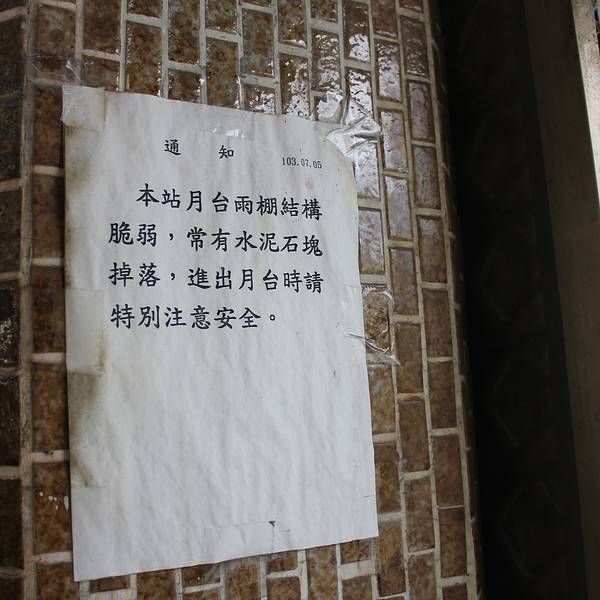 通 知 103.07.05
本站月台雨棚結構
脆弱，常有水泥石塊
掉落，進出月台時請
特別注意安全。